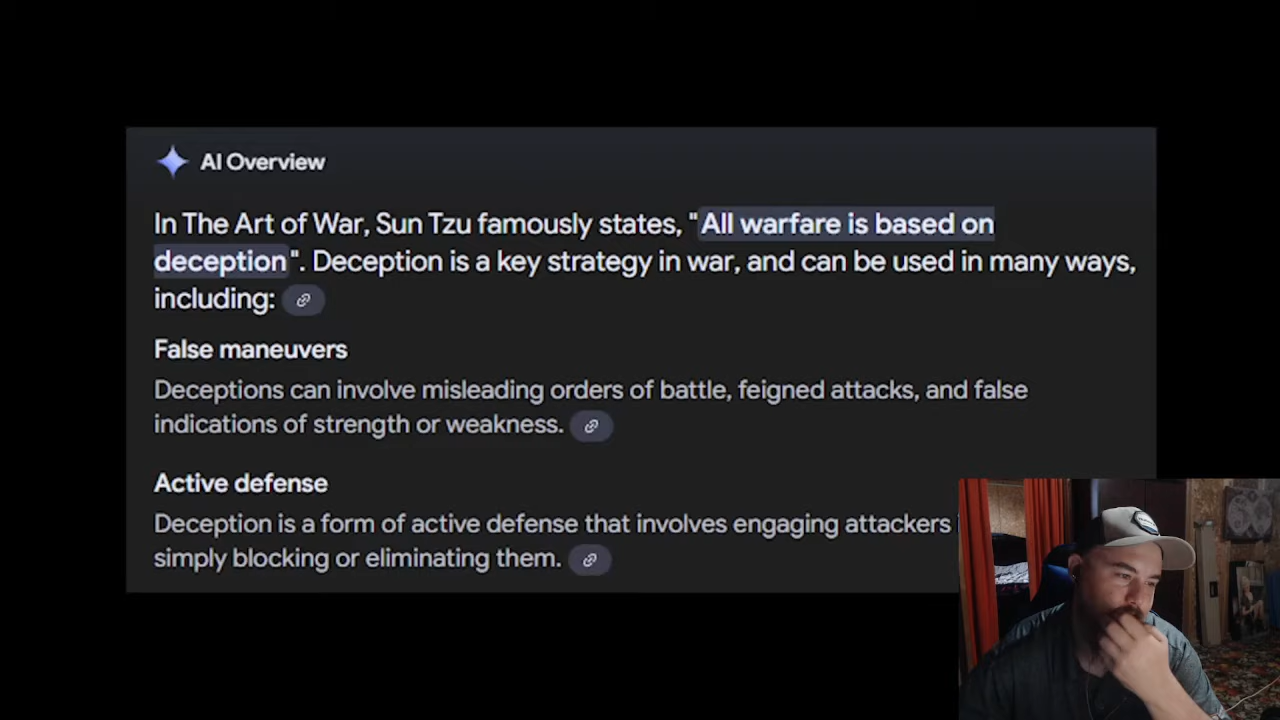 AI Overview
In The Art of War, Sun Tzu famously states, "All warfare is based on
deception". Deception is a key strategy in war, and can be used in many ways,
including:
False maneuvers
Deceptions can involve misleading orders of battle, feigned attacks, and false
indications of strength or weakness.
Active defense
Deception is a form of active defense that involves engaging attackers
simply blocking or eliminating them.